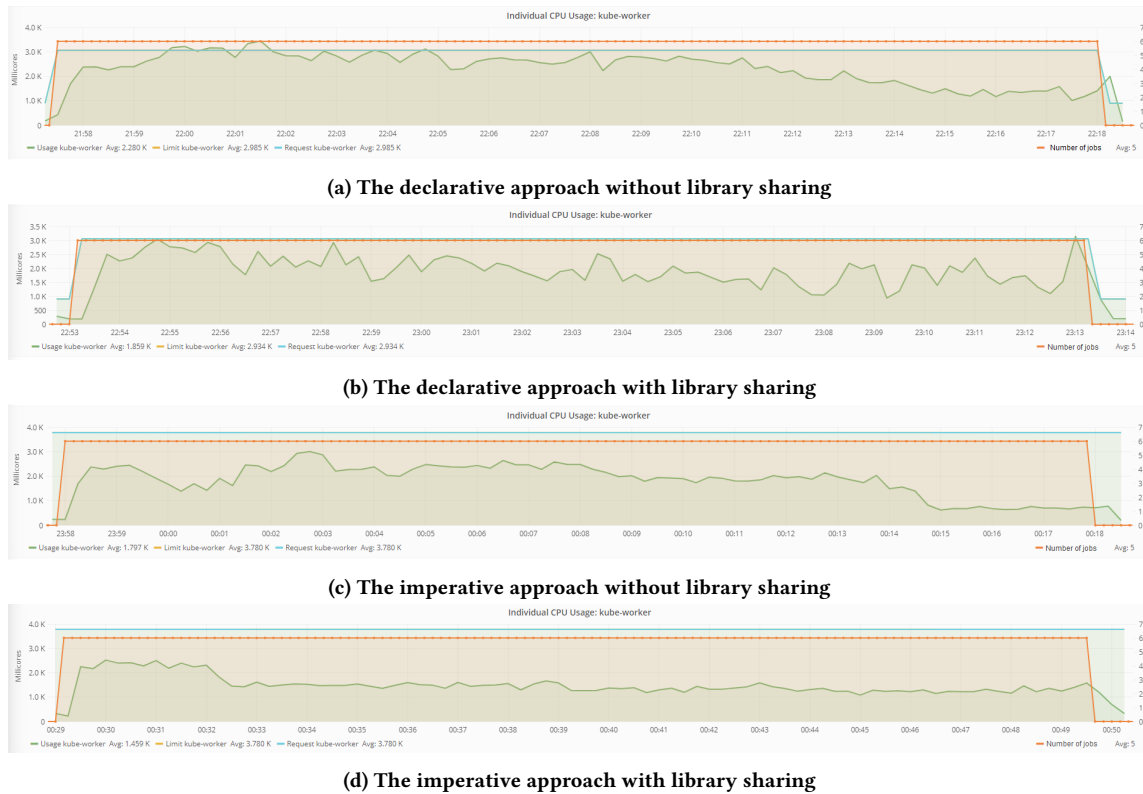 Individual CPU Usage: kube-worker
4.0 K 7
6
3.0 K 5
4
Millicores
2.0 K 3
1.0 K 2
1
0 0
21:58 21:59 22:00 22:01 22:02 22:03 22:04 22:05 22:06 22:07 22:08 22:09 22:10 22:11 22:12 22:13 22:14 22:15 22:16 22:17 22:18
Usage kube-worker Avg: 2.280 K Limit kube-worker Avg: 2.985 K Request kube-worker Avg: 2.985 K Number of jobs Avg: 5
(a) The declarative approach without library sharing
Individual CPU Usage: kube-worker
3.5 K 7
3.0 K 6
2.5 K 5
2.0 K 4
Millicores
1.5 K 3
1.0 K 2
500 1
0 0
22:53 22:54 22:55 22:56 22:57 22:58 22:59 23:00 23:01 23:02 23:03 23:04 23:05 23:06 23:07 23:08 23:09 23:10 23:11 23:12 23:13 23:14
Usage kube-worker Avg: 1.859 K Limit kube-worker Avg: 2.934 K Request kube-worker Avg: 2.934 K Number of jobs Avg: 5
(b) The declarative approach with library sharing
Individual CPU Usage: kube-worker
4.0 K 7
6
3.0 K 5
4
Millicores
2.0 K 3
1.0 K 2
1
0 0
23:58 23:59 00:00 00:01 00:02 00:03 00:04 00:05 00:06 00:07 00:08 00:09 00:10 00:11 00:12 00:13 00:14 00:15 00:16 00:17 00:18
Usage kube-worker Avg: 1.797 K Limit kube-worker Avg: 3.780 K Request kube-worker Avg: 3.780 K Number of jobs Avg: 5
(c) The imperative approach without library sharing
Individual CPU Usage: kube-worker
4.0 K 7
6
3.0 K 5
4
Millicores
2.0 K 3
1.0 K 2
1
0 0
00:29 00:30 00:31 00:32 00:33 00:34 00:35 00:36 00:37 00:38 00:39 00:40 00:41 00:42 00:43 00:44 00:45 00:46 00:47 00:48 00:49 00:50
Usage kube-worker Avg: 1.459 K Limit kube-worker Avg: 3.780 K Request kube-worker Avg: 3.780 K Number of jobs Avg: 5
(d) The imperative approach with library sharing